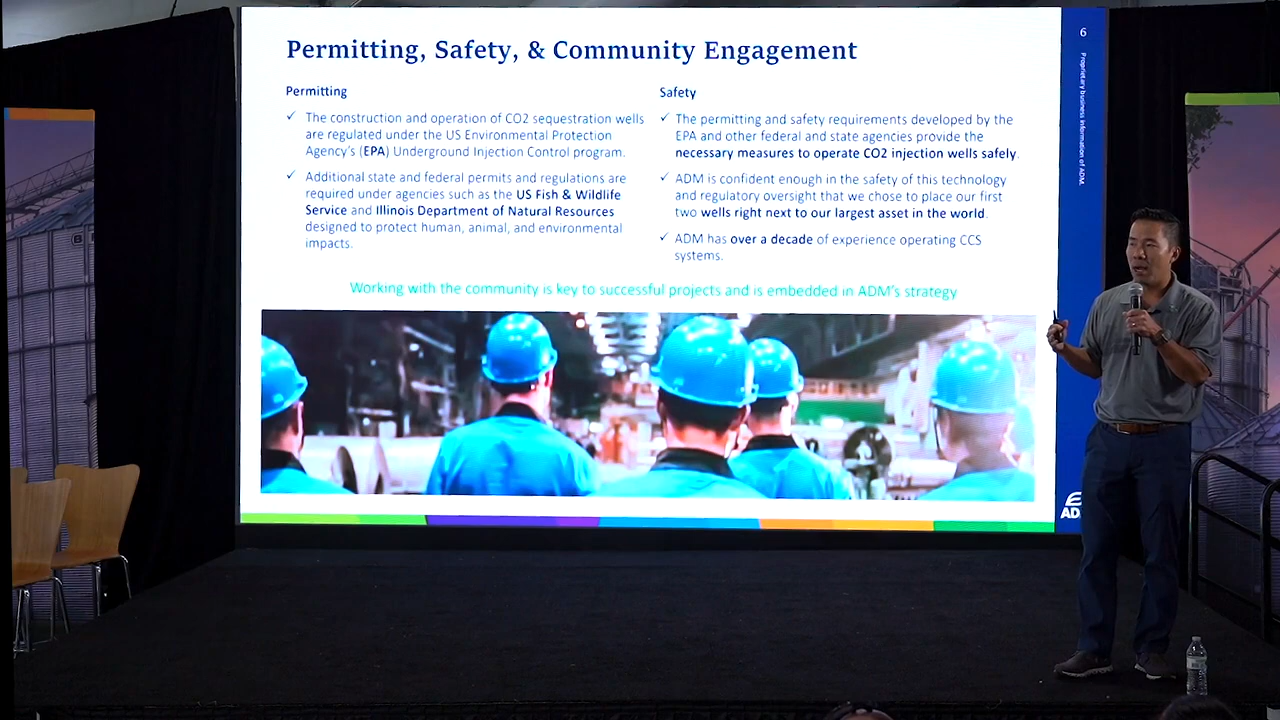 Permitting, Safety, & Community Engagement
Permitting
✓ The construction and operation of CO2 sequestration wells
are regulated under the US Environmental Protection
Agency's (EPA) Underground Injection Control program.
✓ Additional state and federal permits and regulations are
required under agencies such as the US Fish & Wildlife
Service and Illinois Department of Natural Resources
designed to protect human, animal, and environmental
impacts.
Safety
✓ The permitting and safety requirements developed by the
EPA and other federal and state agencies provide the
necessary measures to operate CO2 injection wells safely.
✓ ADM is confident enough in the safety of this technology
and regulatory oversight that we chose to place our first
two wells right next to our largest asset in the world.
✓ ADM has over a decade of experience operating CCS
systems.
Working with the community is key to successful projects and is embedded in ADM's strategy
6
Proprietary business information of ADM.
AD